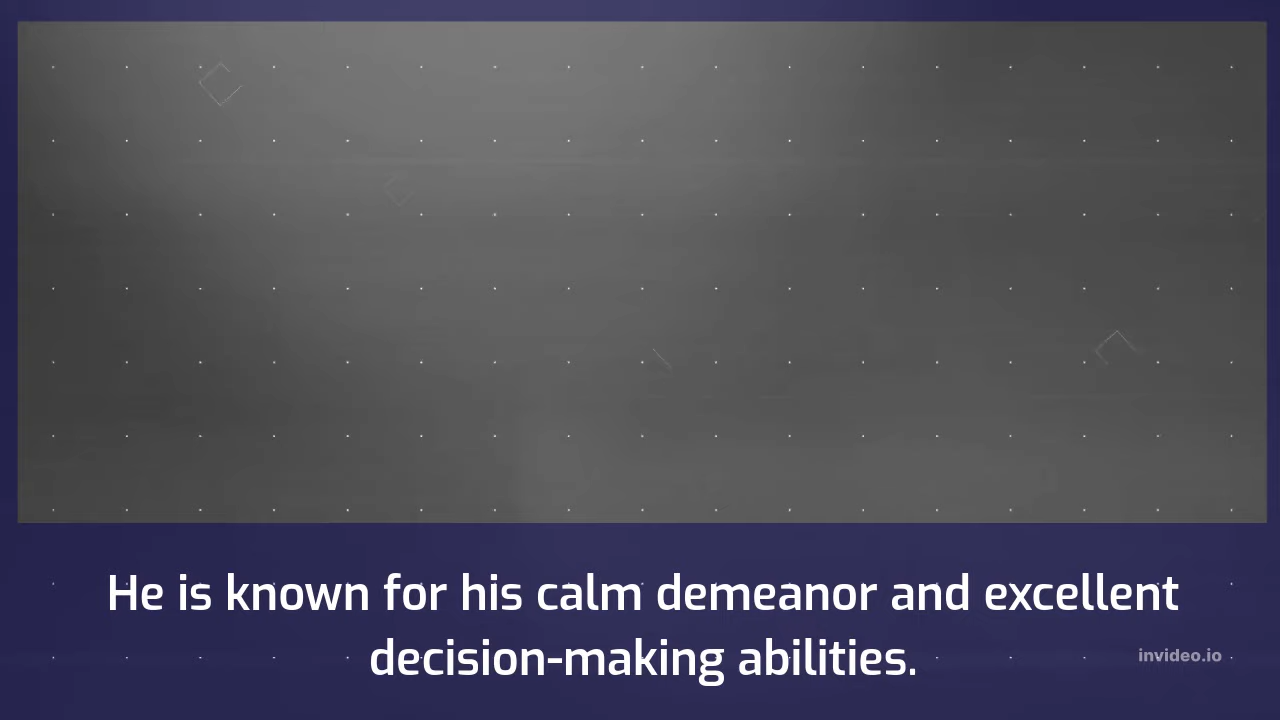 He is known for his calm demeanor and excellent
decision-making abilities.
invideo.io